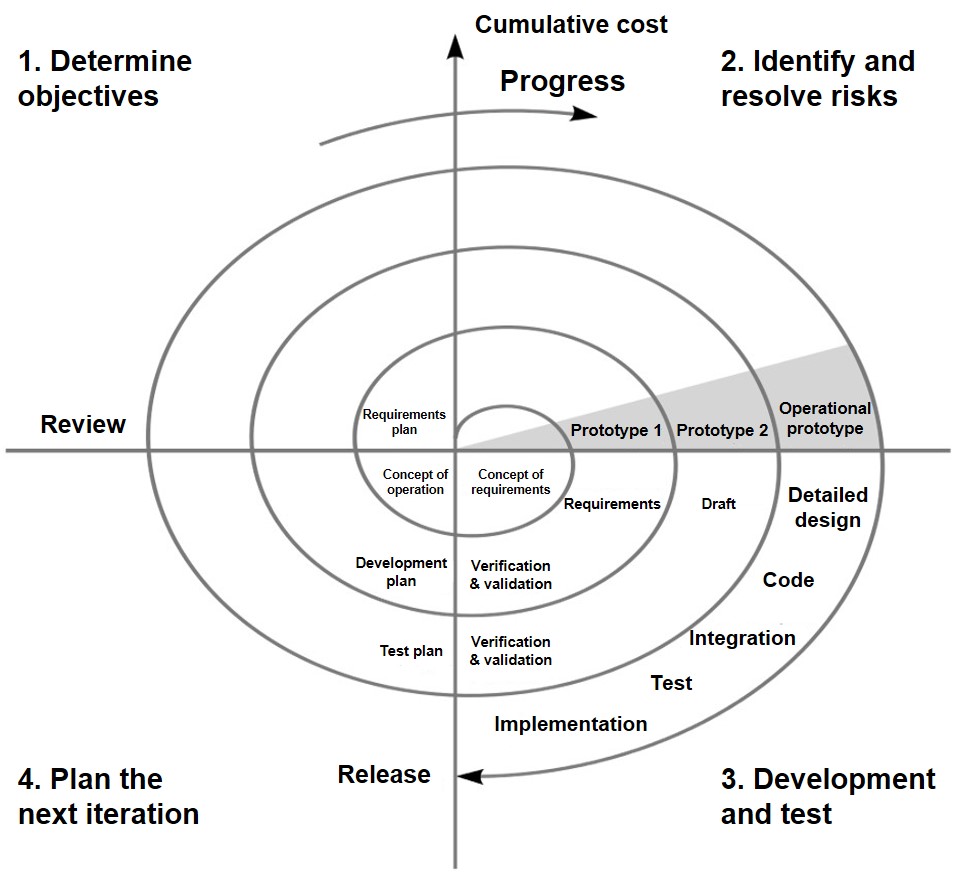 Cumulative cost
1. Determine
objectives
Progress
2. Identify and
resolve risks
Review
Requirements
plan
Prototype 1
Prototype 2
Operational
prototype
Concept of
operation
Concept of
requirements
Requirements
Draft
Detailed
design
Development
plan
Verification
& validation
Code
Test plan
Verification
& validation
Integration
Test
Implementation
Release
4. Plan the
next iteration
3. Development
and test